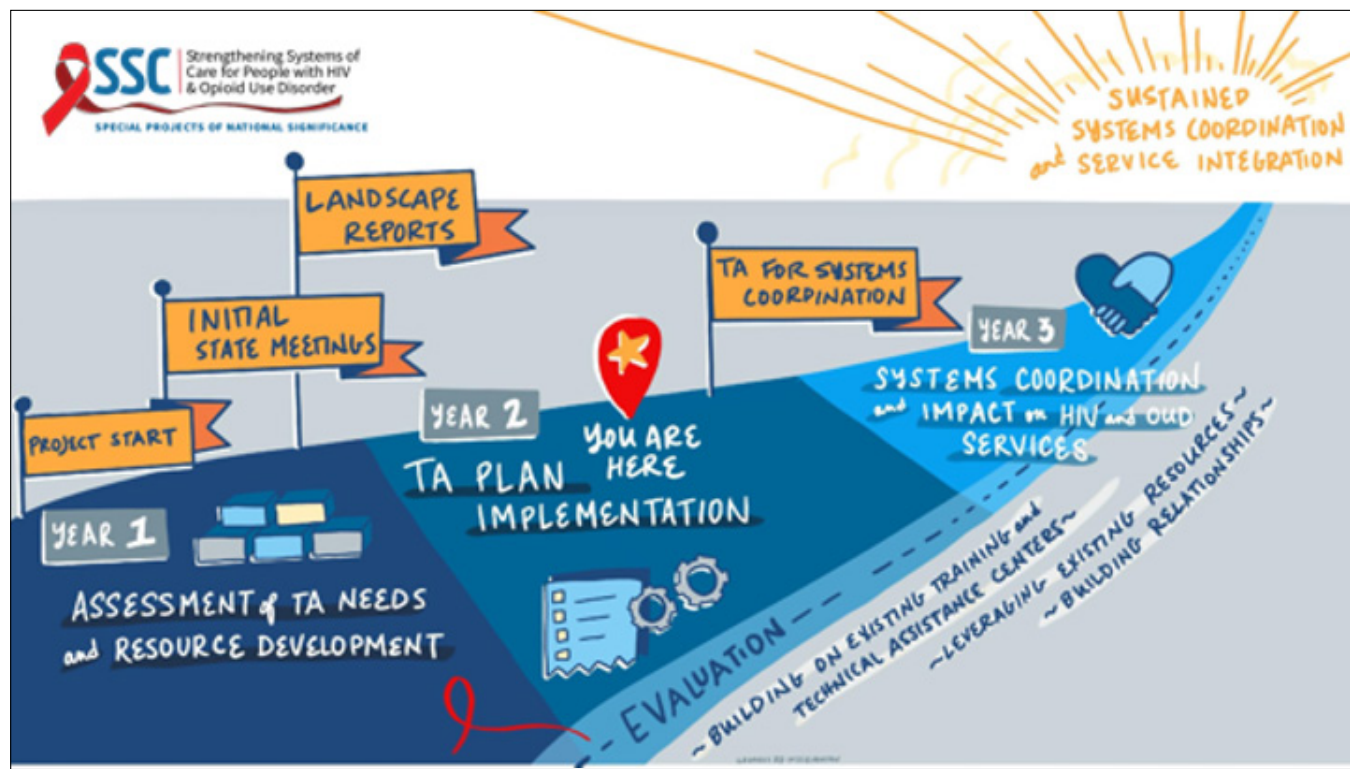 SSC
Strengthening Systems of
Care for People with HIV
& Opioid Use Disorder
SPECIAL PROJECTS OF NATIONAL SIGNIFICANCE
SUSTAINED
SYSTEMS COORDINATION
and SERVICE INTEGRATION
LANDSCAPE
REPORTS
INITIAL
STATE MEETINGS
PROJECT START
TA FOR SYSTEMS
COORDINATION
YEAR 1
ASSESSMENT of TA NEEDS
and RESOURCE DEVELOPMENT
YEAR 2
TA PLAN
IMPLEMENTATION
YOU ARE
HERE
YEAR 3
SYSTEMS COORDINATION
and IMPACT on HIV and OUD
SERVICES
EVALUATION
~BUILDING ON EXISTING TRAINING and
TECHNICAL ASSISTANCE CENTERS~
~LEVERAGING EXISTING RESOURCES~
~BUILDING RELATIONSHIPS~